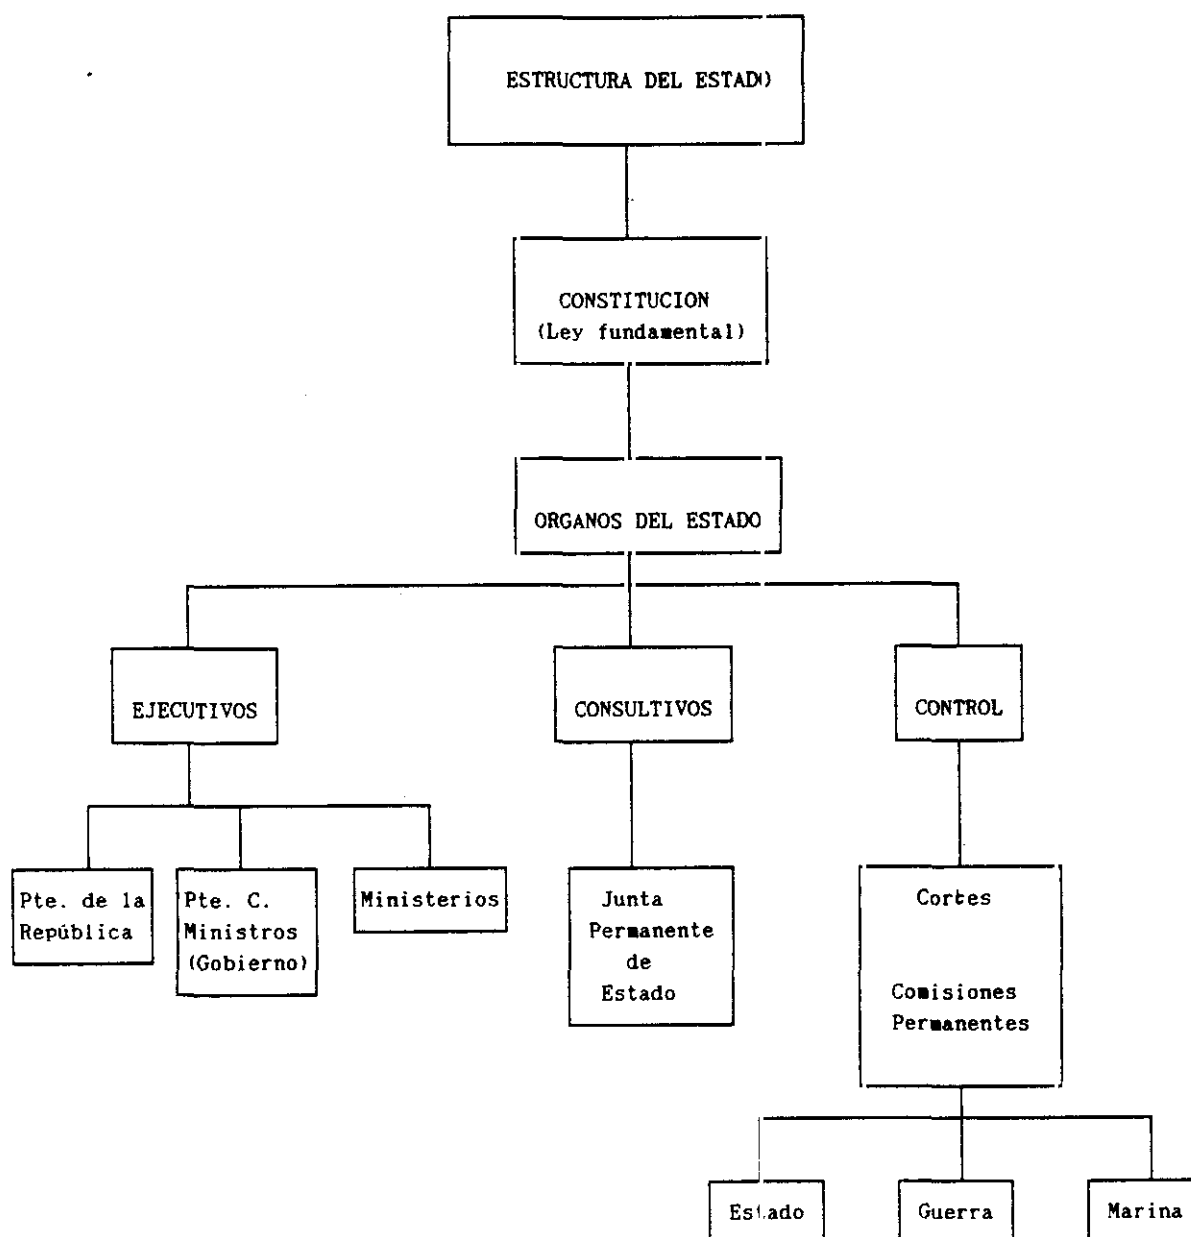 ESTRUCTURA DEL ESTADO
CONSTITUCION
(Ley fundamental)
ORGANOS DEL ESTADO
EJECUTIVOS
CONSULTIVOS
CONTROL
Pte. de la
República
Pte. C.
Ministros
(Gobierno)
Ministerios
Junta
Permanente
de
Estado
Cortes
Comisiones
Permanentes
Estado
Guerra
Marina